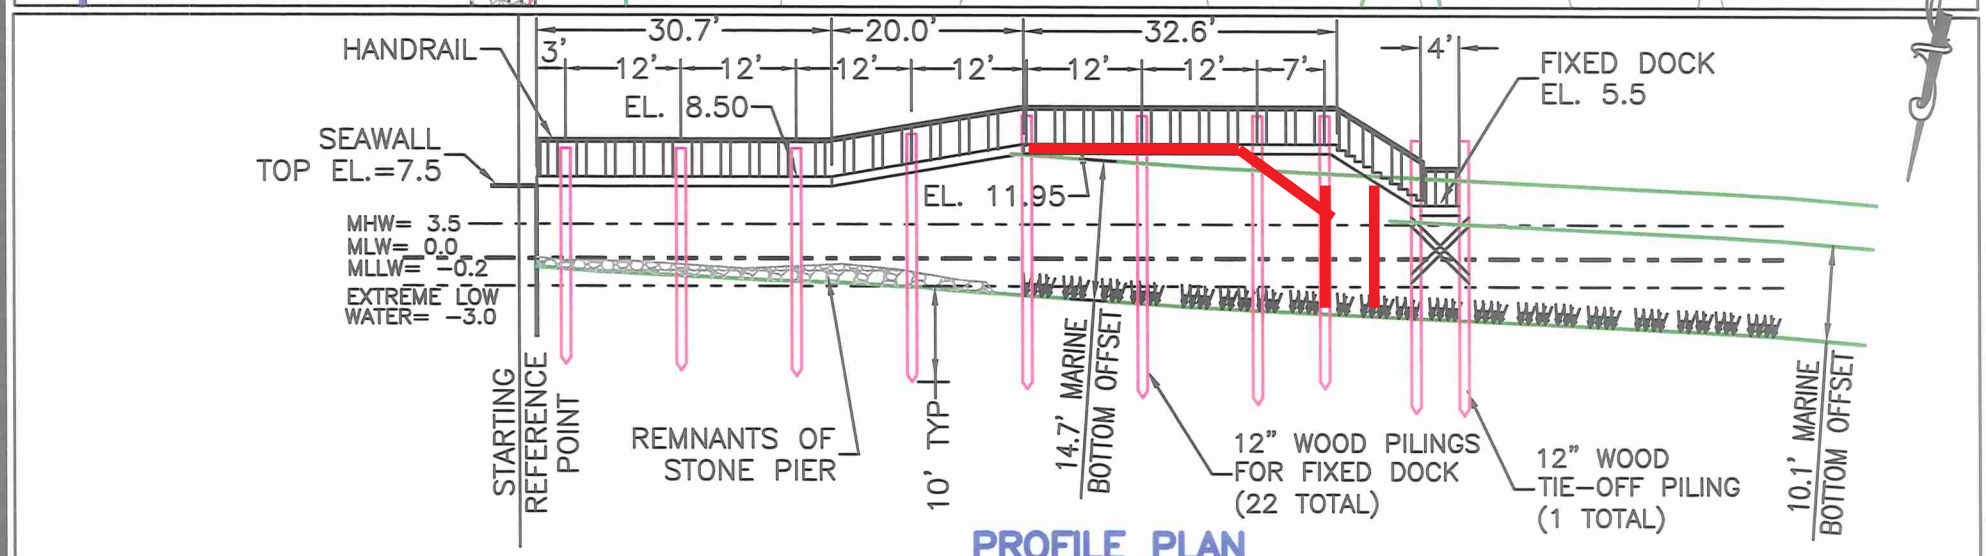 30.7' 20.0' 32.6'
HANDRAIL 3' 12' 12' 12' 12' 12' 12' 7' 4'
FIXED DOCK
EL. 5.5
EL. 8.50
SEAWALL
TOP EL.=7.5
EL. 11.95
MHW= 3.5
MLW= 0.0
MLLW= -0.2
EXTREME LOW
WATER= -3.0
STARTING
REFERENCE
POINT
REMNANTS OF
STONE PIER
10' TYP
14.7' MARINE
BOTTOM OFFSET
12" WOOD PILINGS
FOR FIXED DOCK
(22 TOTAL)
12" WOOD
TIE-OFF PILING
(1 TOTAL)
10.1' MARINE
BOTTOM OFFSET
PROFILE PLAN